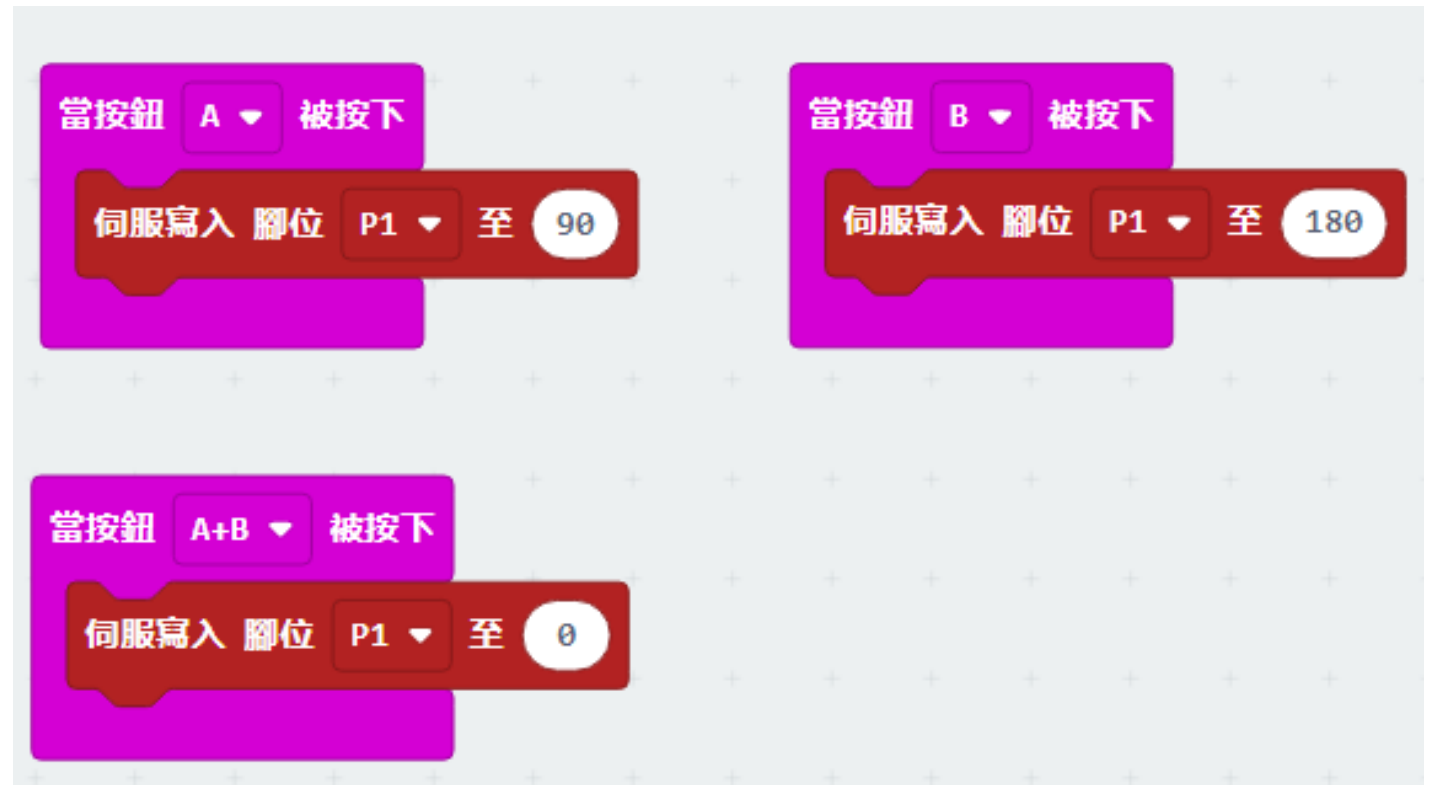 當按鈕 A 被按下
伺服寫入 腳位 P1 至 90
當按鈕 B 被按下
伺服寫入 腳位 P1 至 180
當按鈕 A+B 被按下
伺服寫入 腳位 P1 至 0